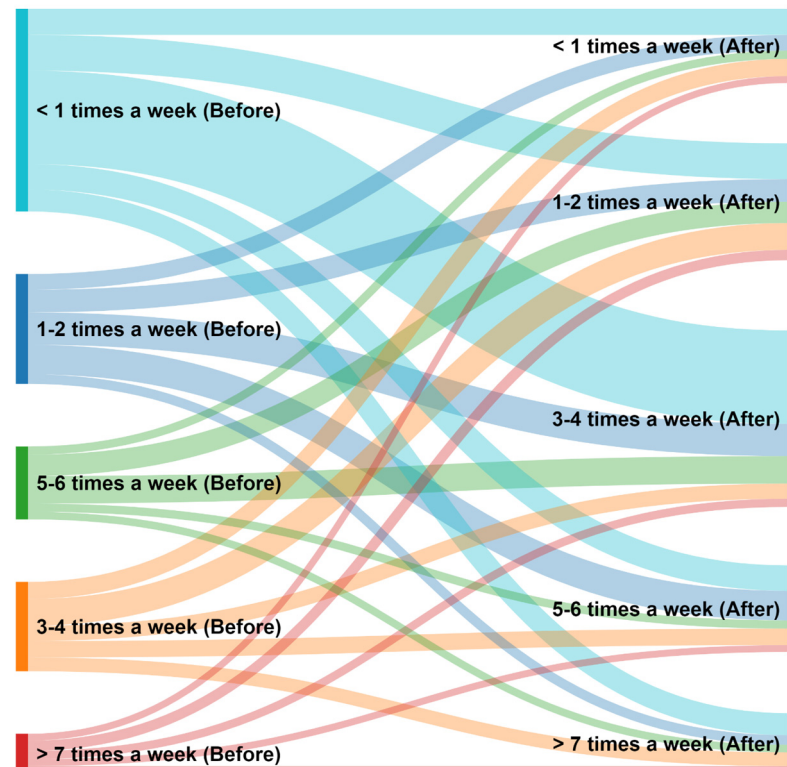 < 1 times a week (Before)
1-2 times a week (Before)
5-6 times a week (Before)
3-4 times a week (Before)
> 7 times a week (Before)
< 1 times a week (After)
1-2 times a week (After)
3-4 times a week (After)
5-6 times a week (After)
> 7 times a week (After)